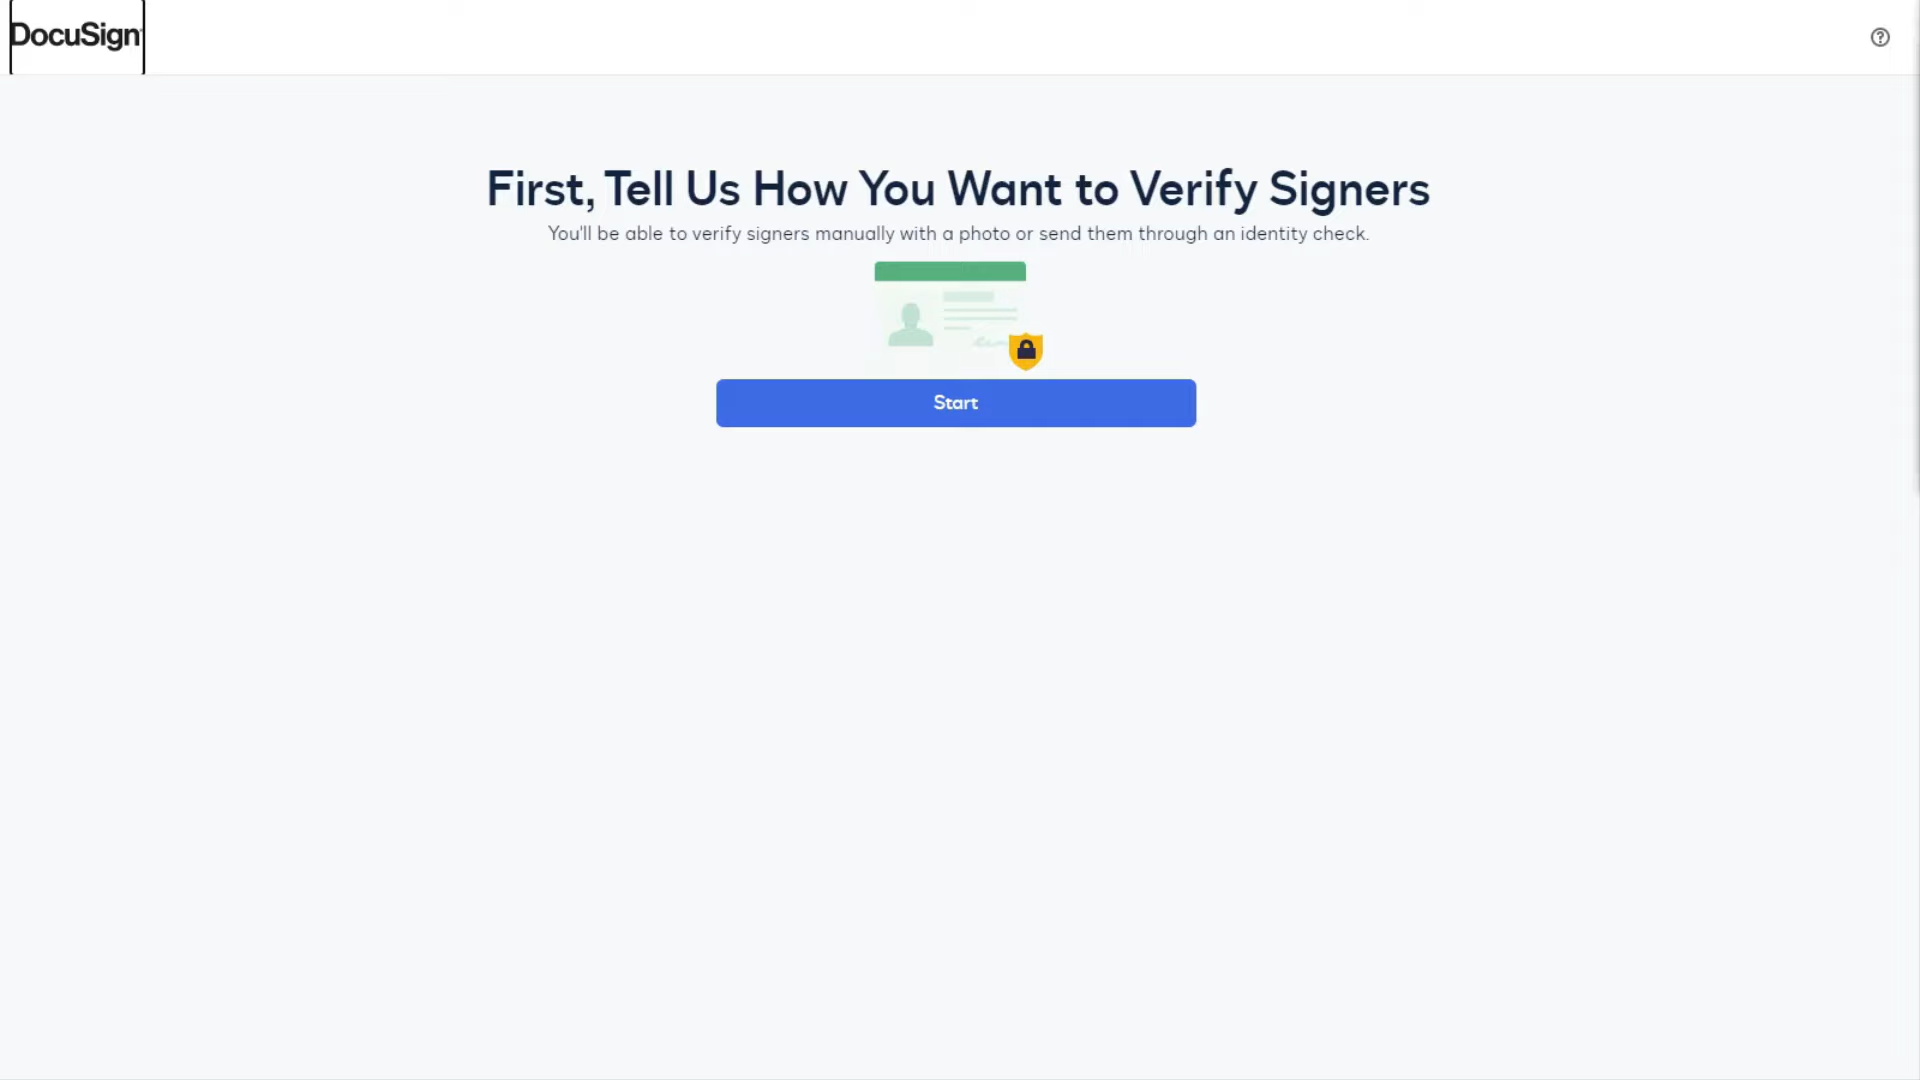 DocuSign
First, Tell Us How You Want to Verify Signers
You'll be able to verify signers manually with a photo or send them through an identity check.
Start